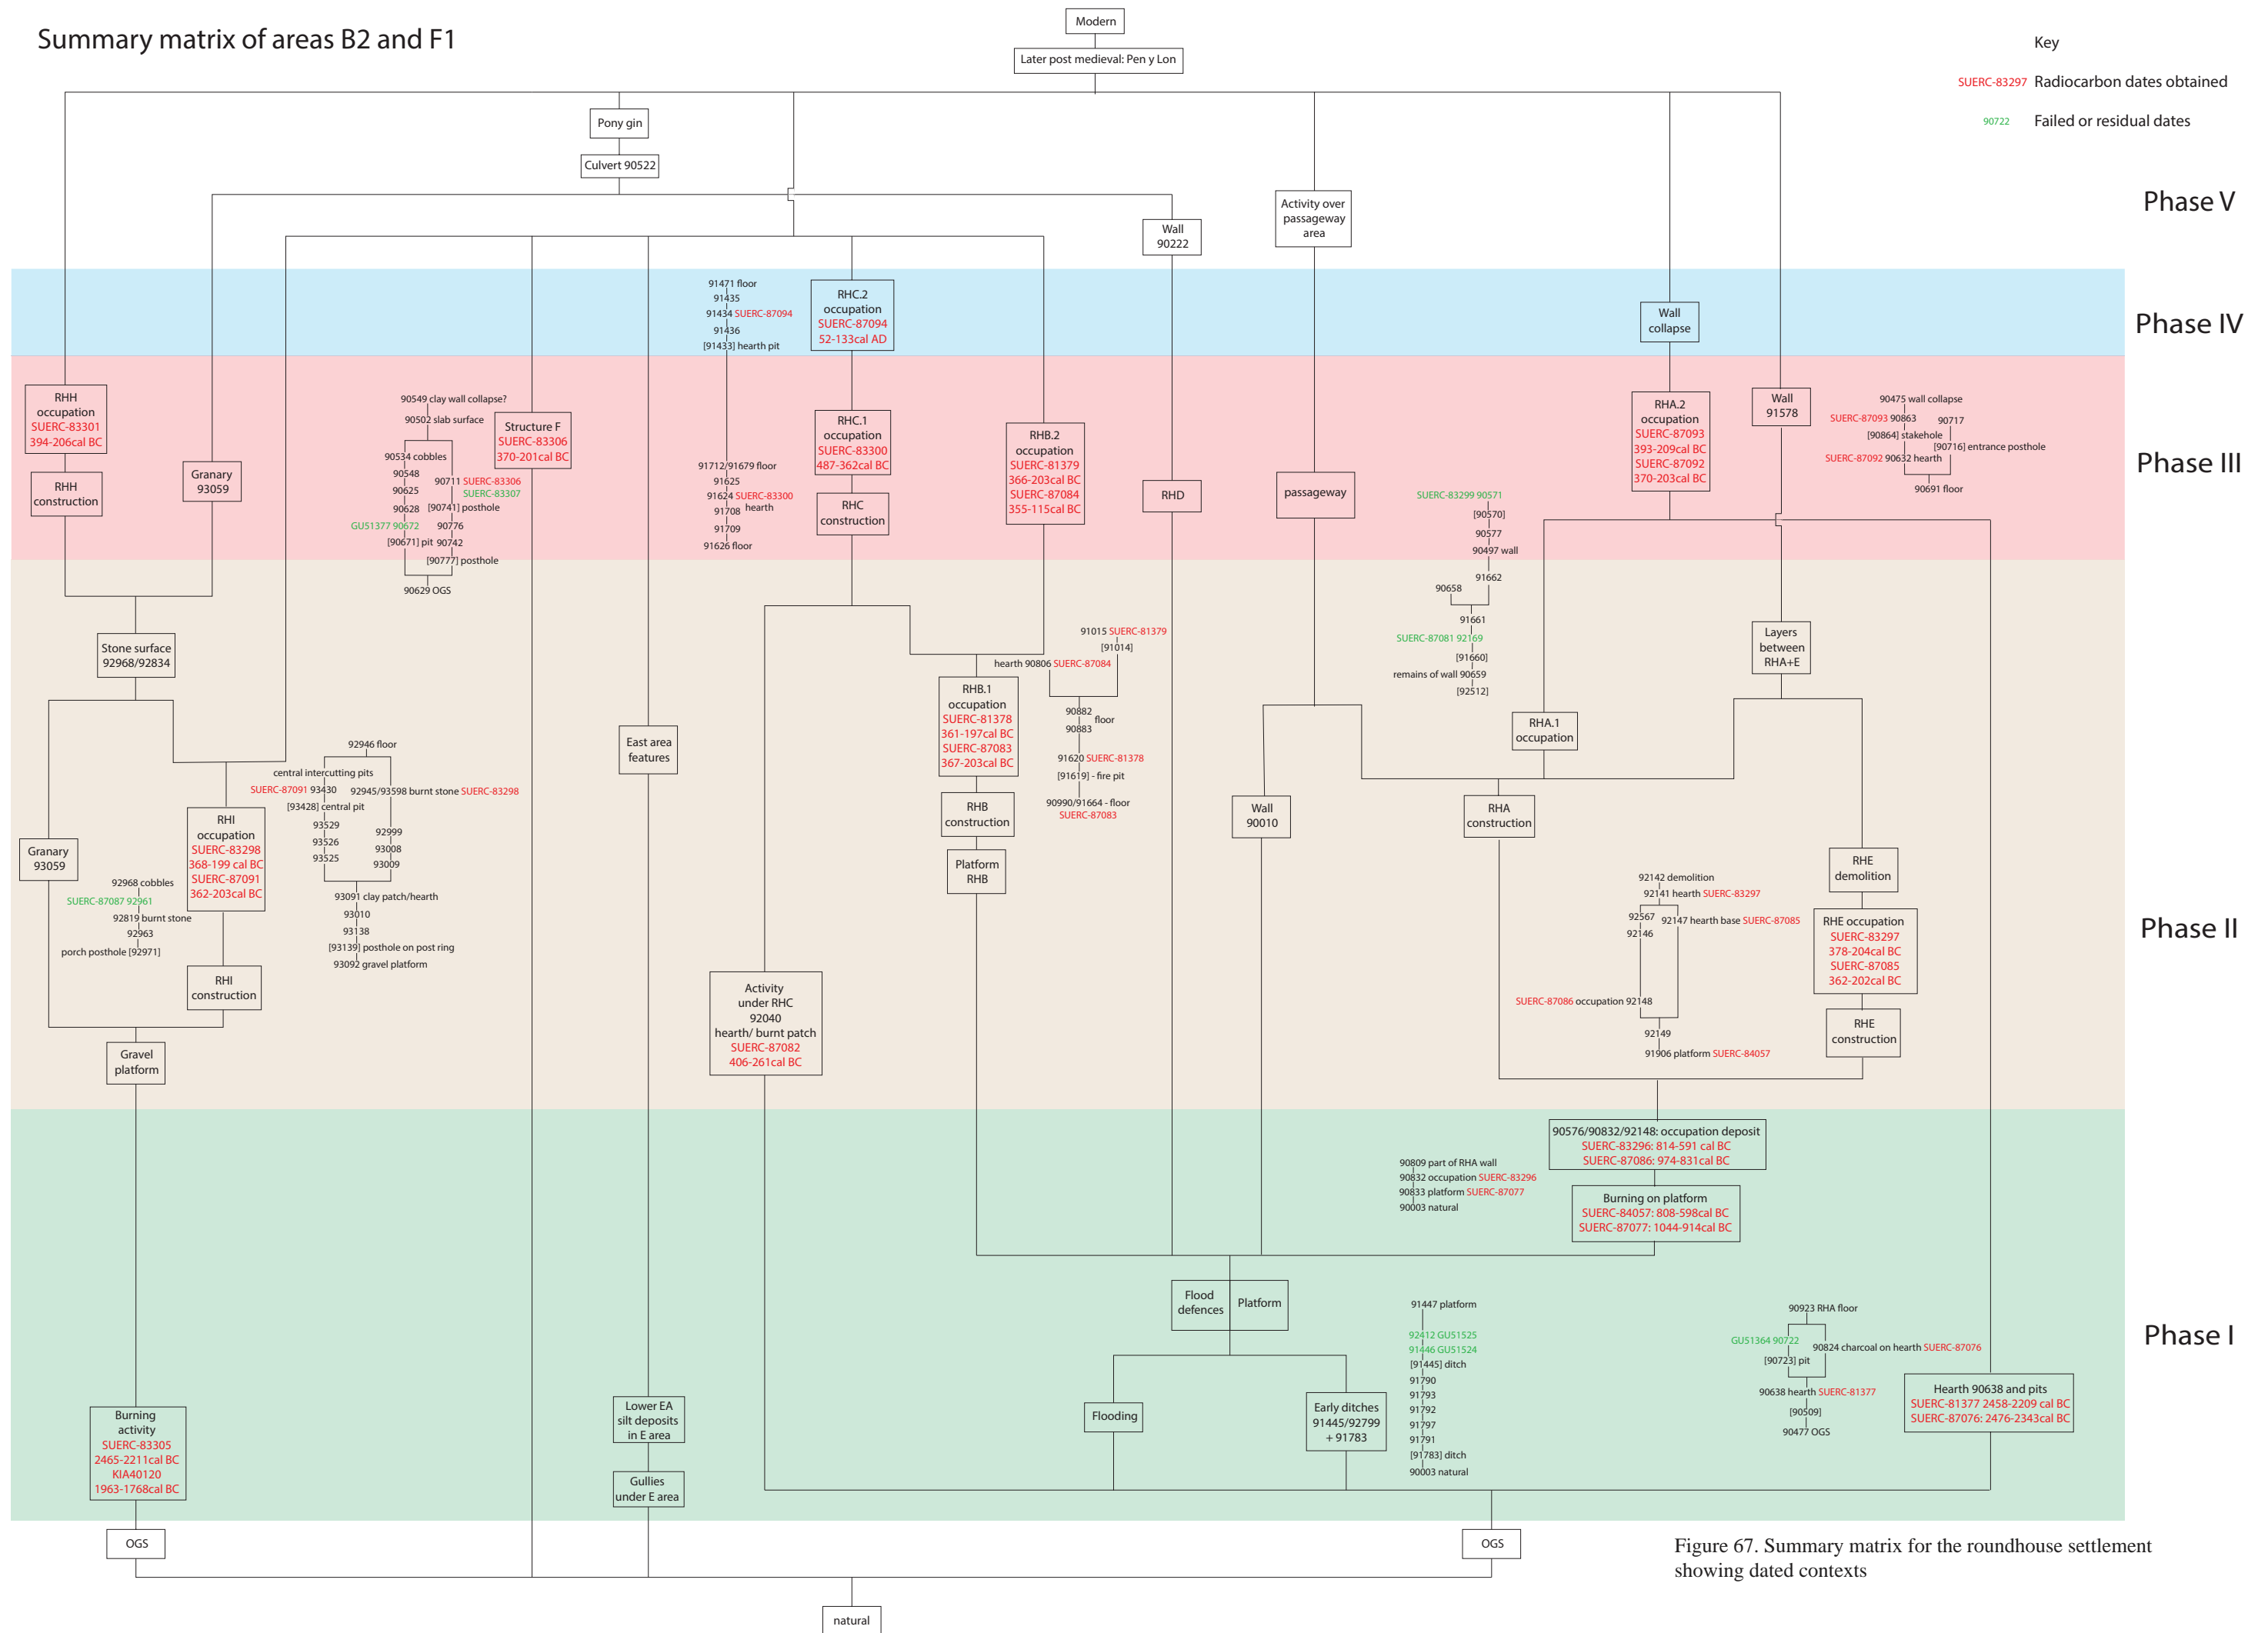 Summary matrix of areas B2 and F1
Modern
Later post medieval: Pen y Lon
Key
SUERC-83297 Radiocarbon dates obtained
90722 Failed or residual dates
Pony gin
Culvert 90522
Activity over
passageway
area
Wall
90222
Phase V
91471 floor
91435
91434 SUERC-87094
91436
[91433] hearth pit
RHC.2
occupation
SUERC-87094
52-133cal AD
Wall
collapse
Phase IV
RHH
occupation
SUERC-83301
394-206cal BC
RHH
construction
Granary
93059
90549 clay wall collapse?
90502 slab surface
90534 cobbles
90548
90625
90628
GU51377 90672
[90671] pit
90711 SUERC-83306
SUERC-83307
[90741] posthole
90776
90742
[90777] posthole
90629 OGS
Structure F
SUERC-83306
370-201cal BC
91712/91679 floor
91625
91624 SUERC-83300
hearth
91708
91709
91626 floor
RHC.1
occupation
SUERC-83300
487-362cal BC
RHC
construction
RHB.2
occupation
SUERC-81379
366-203cal BC
SUERC-87084
355-115cal BC
RHD
passageway
SUERC-83299 90571
[90570]
90577
90497 wall
91662
90658
91661
SUERC-87081 92169
[91660]
remains of wall 90659
[92512]
RHA.2
occupation
SUERC-87093
393-209cal BC
SUERC-87092
370-203cal BC
Wall
91578
90475 wall collapse
SUERC-87093 90863
90717
[90864] stakehole
[90716] entrance posthole
SUERC-87092 90632 hearth
90691 floor
Phase III
Stone surface
92968/92834
Granary
93059
92968 cobbles
SUERC-87087 92961
92819 burnt stone
92963
porch posthole [92971]
RHI
occupation
SUERC-83298
368-199 cal BC
SUERC-87091
362-203cal BC
RHI
construction
Gravel
platform
92946 floor
central intercutting pits
SUERC-87091 93430
[93428] central pit
93529
93526
93525
92945/93598 burnt stone SUERC-83298
92999
93008
93009
93091 clay patch/hearth
93010
93138
[93139] posthole on post ring
93092 gravel platform
East area
features
Activity
under RHC
92040
hearth/ burnt patch
SUERC-87082
406-261cal BC
RHB.1
occupation
SUERC-81378
361-197cal BC
SUERC-87083
367-203cal BC
RHB
construction
Platform
RHB
91015 SUERC-81379
[91014]
hearth 90806 SUERC-87084
90882
floor
90883
91620 SUERC-81378
[91619] - fire pit
90990/91664 - floor
SUERC-87083
Wall
90010
RHA.1
occupation
RHA
construction
Layers
between
RHA+E
92142 demolition
92141 hearth SUERC-83297
92567
92147 hearth base SUERC-87085
92146
SUERC-87086 occupation 92148
92149
91906 platform SUERC-84057
RHE
demolition
RHE occupation
SUERC-83297
378-204cal BC
SUERC-87085
362-202cal BC
RHE
construction
Phase II
90576/90832/92148: occupation deposit
SUERC-83296: 814-591 cal BC
SUERC-87086: 974-831cal BC
Burning on platform
SUERC-84057: 808-598cal BC
SUERC-87077: 1044-914cal BC
90809 part of RHA wall
90832 occupation SUERC-83296
90833 platform SUERC-87077
90003 natural
Flood
defences
Platform
Flooding
Early ditches
91445/92799
+ 91783
91447 platform
92412 GU51525
91446 GU51524
[91445] ditch
91790
91793
91792
91797
91791
[91783] ditch
90003 natural
90923 RHA floor
GU51364 90722
90824 charcoal on hearth SUERC-87076
[90723] pit
90638 hearth SUERC-81377
[90509]
90477 OGS
Hearth 90638 and pits
SUERC-81377 2458-2209 cal BC
SUERC-87076: 2476-2343cal BC
Phase I
Burning
activity
SUERC-83305
2465-2211cal BC
KIA40120
1963-1768cal BC
Lower EA
silt deposits
in E area
Gullies
under E area
OGS
OGS
natural
Figure 67. Summary matrix for the roundhouse settlement
showing dated contexts